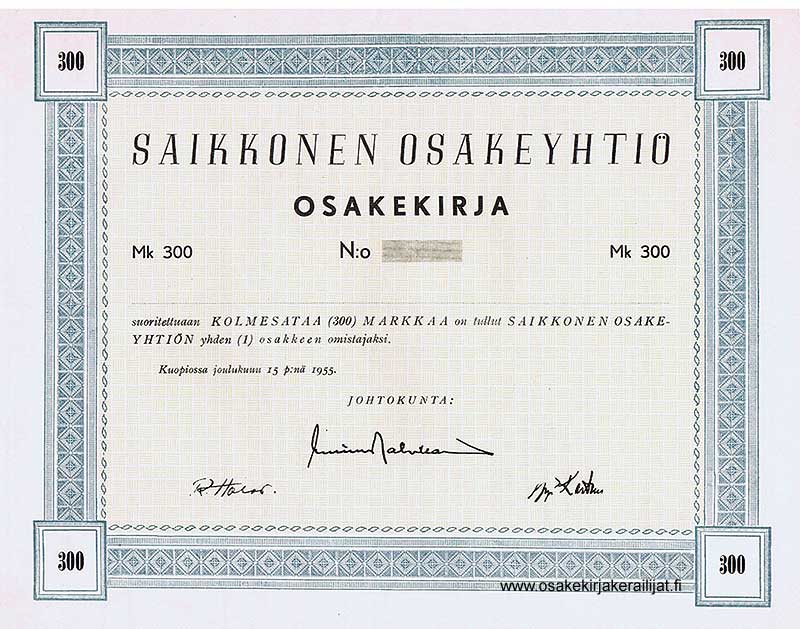 300 300
SAIKKONEN OSAKEYHTIÖ
OSAKEKIRJA
Mk 300 N:o Mk 300
suoritettuaan KOLMESATAA (300) MARKKAA on tullut SAIKKONEN OSAKE-
YHTIÖN yhden (1) osakkeen omistajaksi.
Kuopiossa joulukuun 15 p:nä 1955.
JOHTOKUNTA:
300 300
www.osakekirjakerailijat.fi